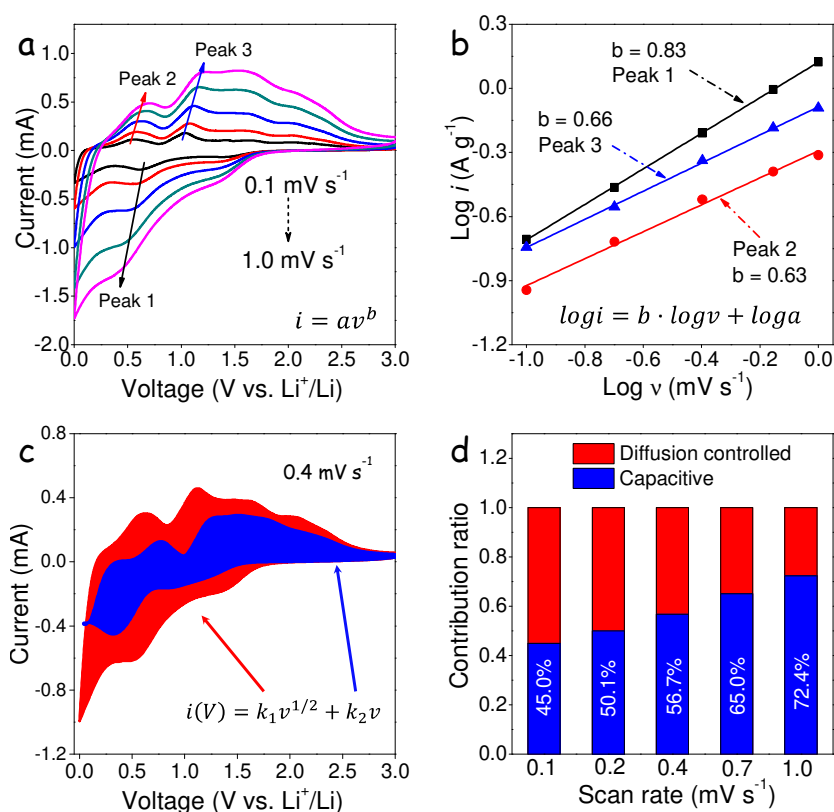 a
1.0
0.5
0.0
-0.5
-1.0
-1.5
-2.0
Current (mA)
Peak 2
Peak 3
0.1 mV s⁻¹
1.0 mV s⁻¹
Peak 1
i = av^b
0.0 0.5 1.0 1.5 2.0 2.5 3.0
Voltage (V vs. Li⁺/Li)
b
0.0
-0.3
-0.6
-0.9
-1.2
Log i (A g⁻¹)
b = 0.83
Peak 1
b = 0.66
Peak 3
Peak 2
b = 0.63
logi = b · logv + loga
-1.0 -0.8 -0.6 -0.4 -0.2 0.0
Log ν (mV s⁻¹)
c
0.8
0.4
0.0
-0.4
-0.8
-1.2
Current (mA)
0.4 mV s⁻¹
i(V) = k₁v^1/2 + k₂v
0.0 0.5 1.0 1.5 2.0 2.5 3.0
Voltage (V vs. Li⁺/Li)
d
1.2
1.0
0.8
0.6
0.4
0.2
0.0
Contribution ratio
Diffusion controlled
Capacitive
45.0%
50.1%
56.7%
65.0%
72.4%
0.1 0.2 0.4 0.7 1.0
Scan rate (mV s⁻¹)